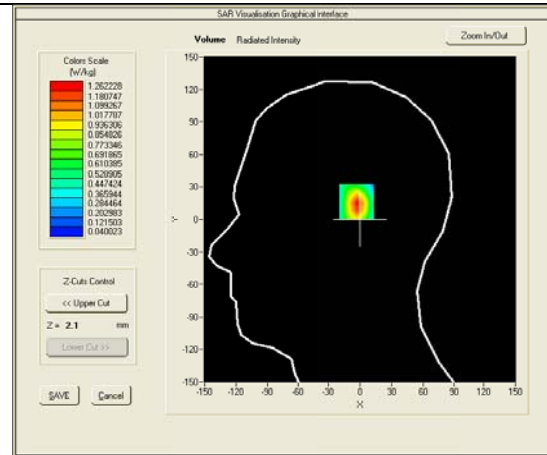 SAR Visualisation Graphical Interface
Volume Radiated Intensity
Zoom In/Out
Colors Scale
(W/kg)
1.262228
1.180747
1.099267
1.017787
0.936306
0.854826
0.773346
0.691865
0.610385
0.528905
0.447424
0.365944
0.284464
0.202983
0.121503
0.040023
Z-Cuts Control
<< Upper Cut
Z = 2.1 mm
Lower Cut >>
SAVE Cancel
150
120
90
60
30
0
-30
-60
-90
-120
-150
Y
-150 -120 -90 -60 -30 0 30 60 90 120 150
X